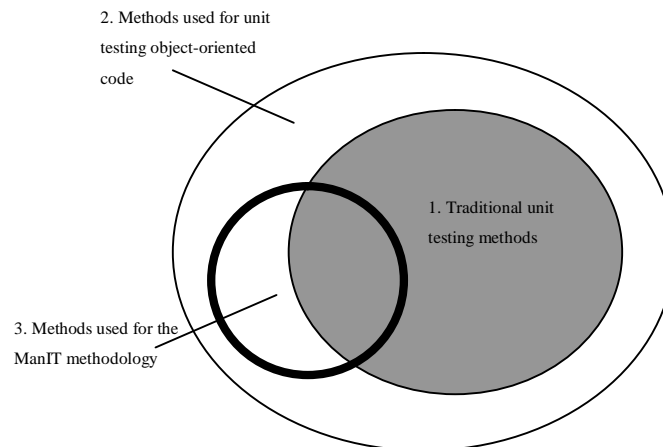 2. Methods used for unit
testing object-oriented
code
1. Traditional unit
testing methods
3. Methods used for the
ManIT methodology